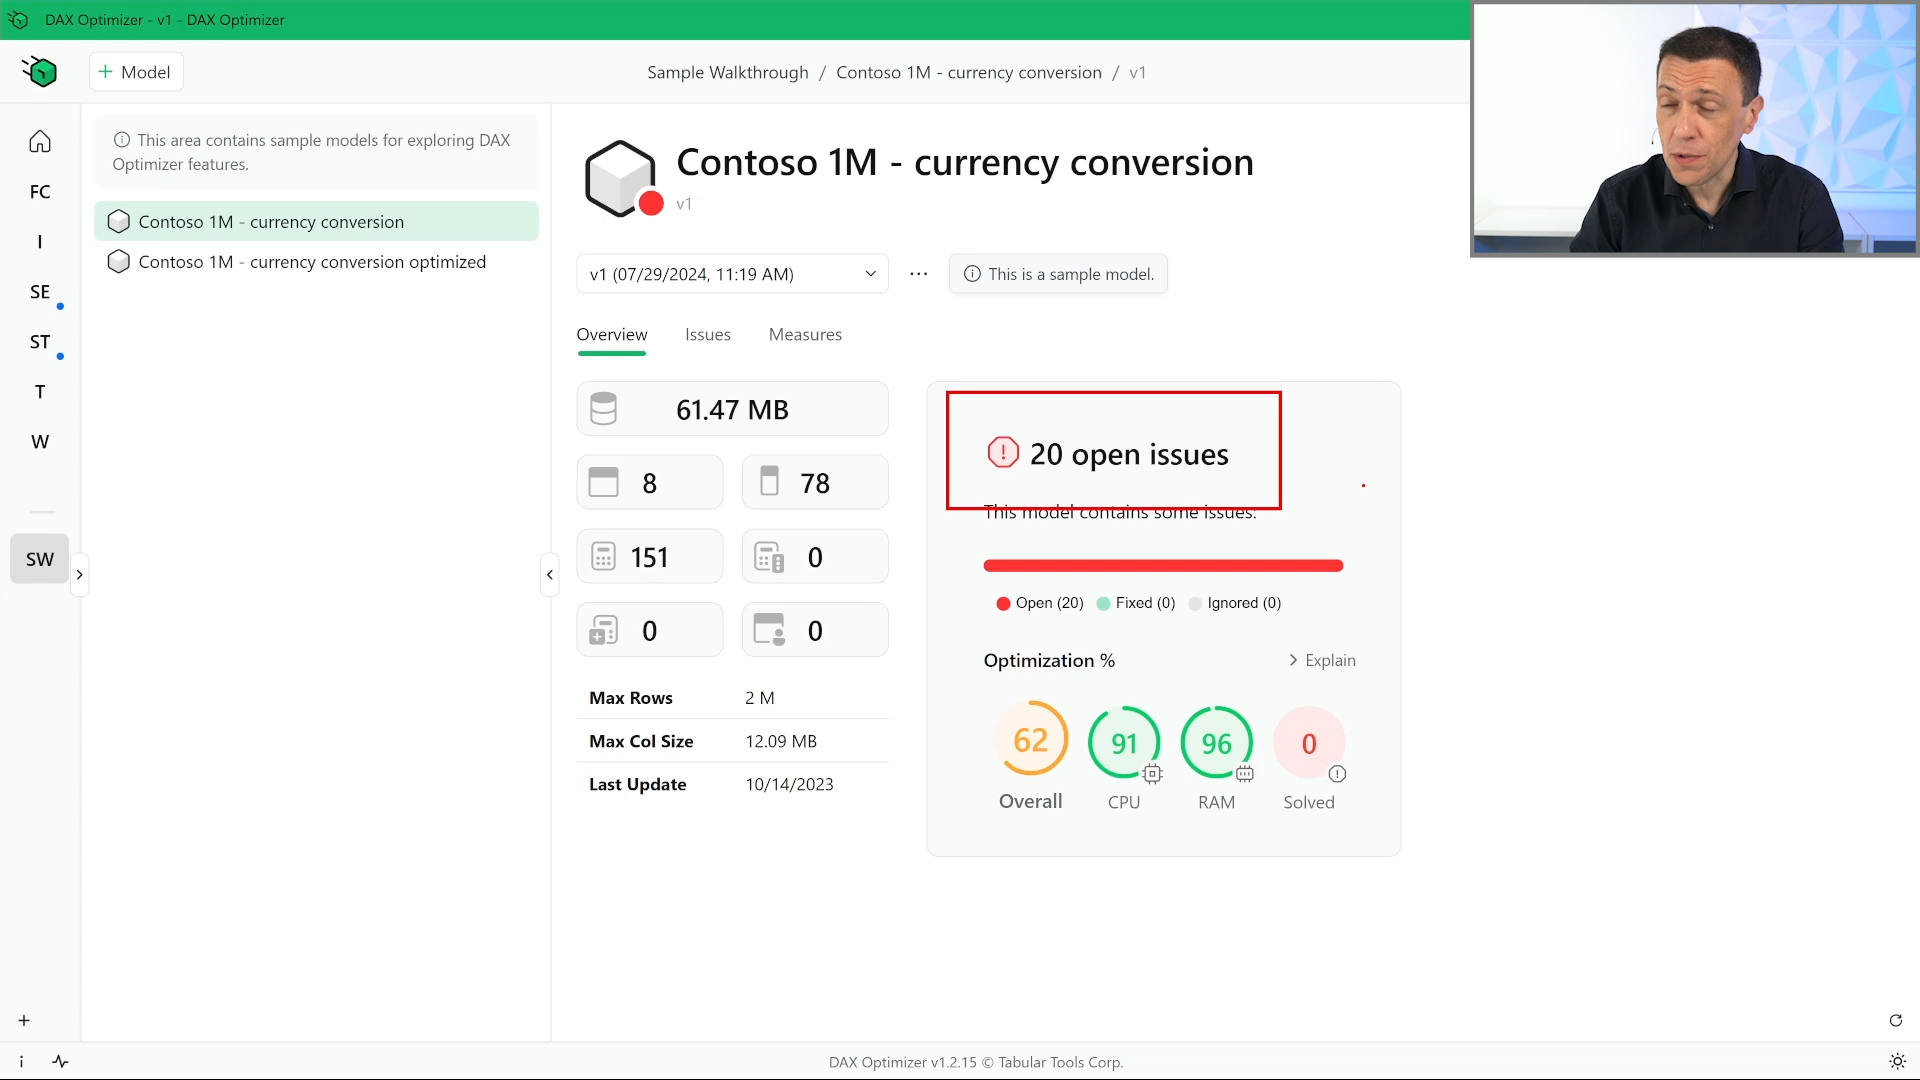 DAX Optimizer - v1 - DAX Optimizer
+ Model
Sample Walkthrough / Contoso 1M - currency conversion / v1
FC
I
SE
ST
T
W
SW
This area contains sample models for exploring DAX
Optimizer features.
Contoso 1M - currency conversion
Contoso 1M - currency conversion optimized
Contoso 1M - currency conversion
v1
v1 (07/29/2024, 11:19 AM)
This is a sample model.
Overview Issues Measures
61.47 MB
8 78
151 0
0 0
Max Rows 2 M
Max Col Size 12.09 MB
Last Update 10/14/2023
20 open issues
This model contains some issues:
Open (20) Fixed (0) Ignored (0)
Optimization % > Explain
62 91 96 0
Overall CPU RAM Solved
DAX Optimizer v1.2.15 © Tabular Tools Corp.